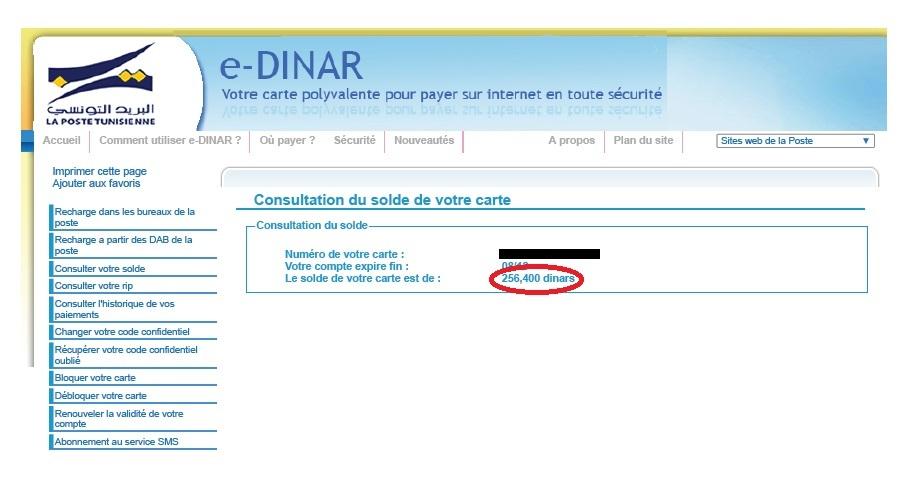 البريد التونسي
LA POSTE TUNISIENNE
e-DINAR
Votre carte polyvalente pour payer sur internet en toute sécurité
Accueil
Comment utiliser e-DINAR ?
Où payer ?
Sécurité
Nouveautés
A propos
Plan du site
Sites web de la Poste
Imprimer cette page
Ajouter aux favoris
Recharge dans les bureaux de la
poste
Recharge a partir des DAB de la
poste
Consulter votre solde
Consulter votre rip
Consulter l'historique de vos
paiements
Changer votre code confidentiel
Récupérer votre code confidentiel
oublié
Bloquer votre carte
Débloquer votre carte
Renouveler la validité de votre
compte
Abonnement au service SMS
Consultation du solde de votre carte
Consultation du solde
Numéro de votre carte :
Votre compte expire fin :
Le solde de votre carte est de : 256,400 dinars